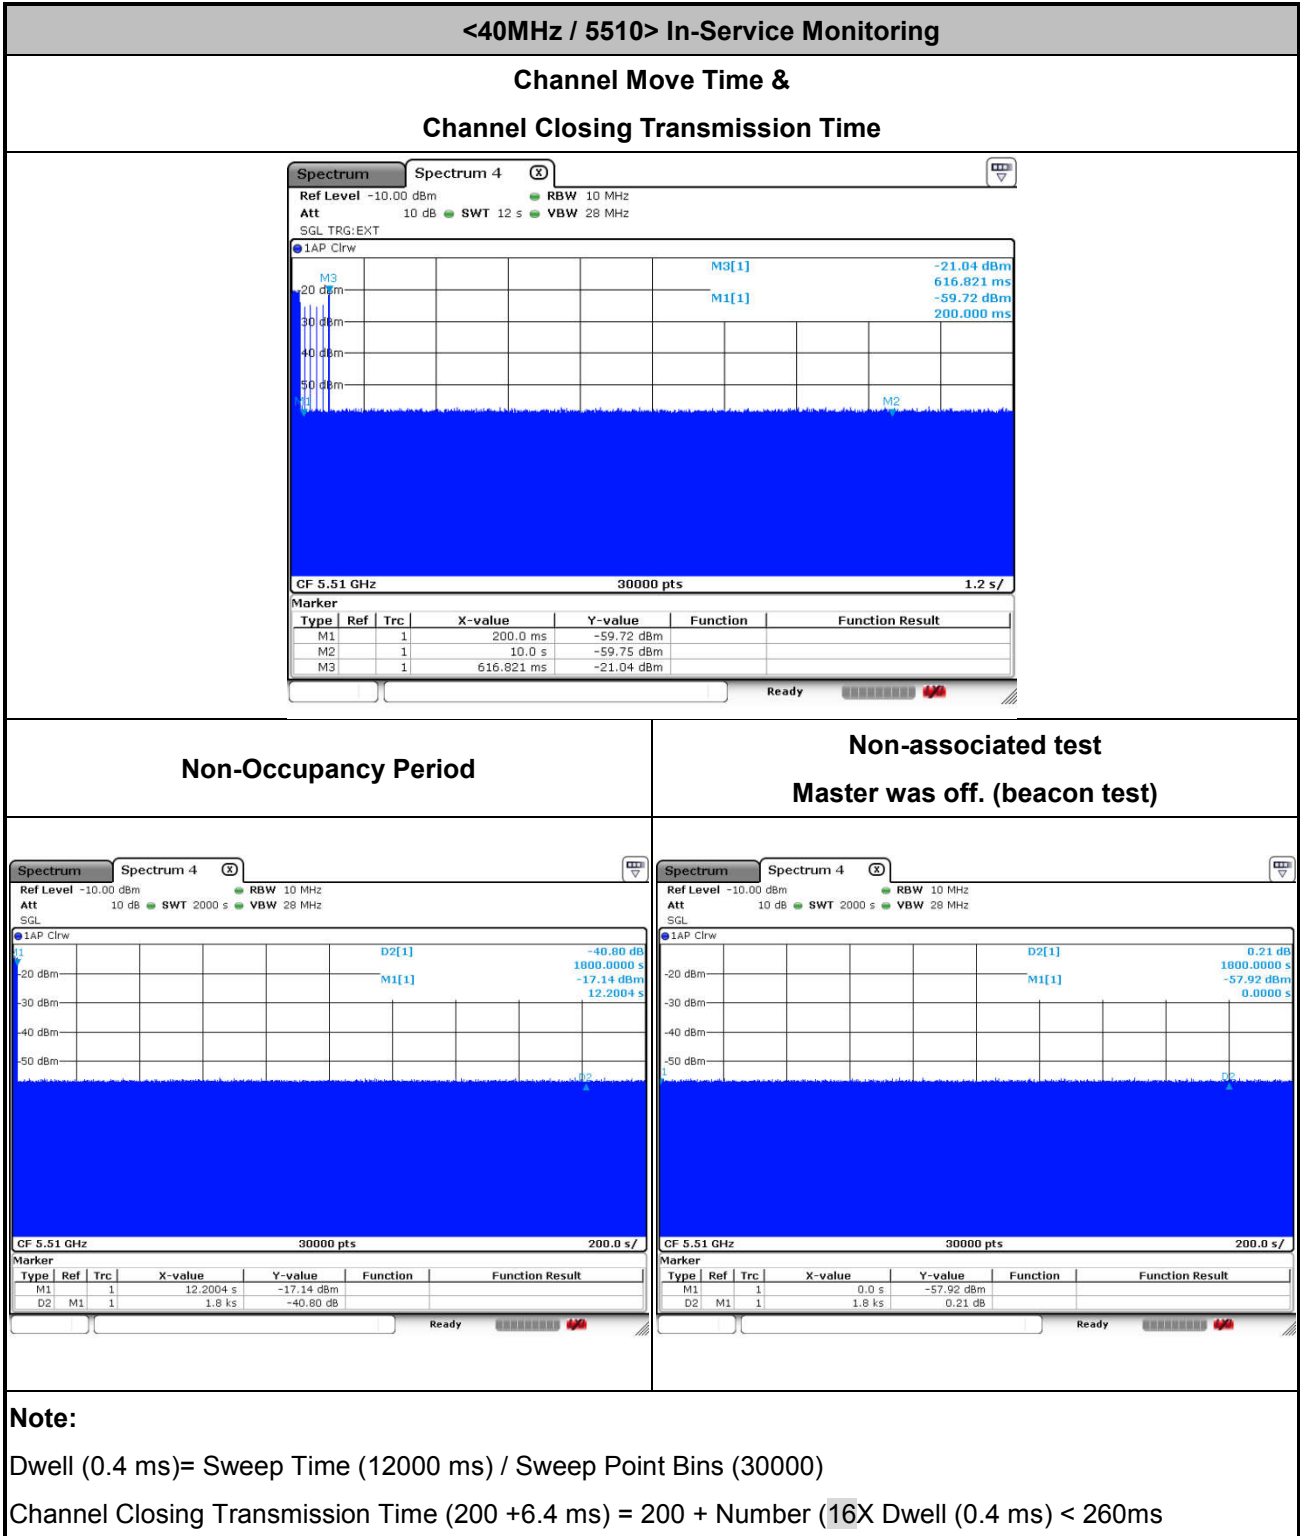 <40MHz / 5510> In-Service Monitoring
Channel Move Time &
Channel Closing Transmission Time
Spectrum Spectrum 4 X
Ref Level -10.00 dBm RBW 10 MHz
Att 10 dB SWT 12 s VBW 28 MHz
SGL TRG:EXT
1AP Clrw
M3[1] -21.04 dBm
616.821 ms
M1[1] -59.72 dBm
200.000 ms
M3
-20 dBm
-30 dBm
-40 dBm
-50 dBm
M1 M2
CF 5.51 GHz 30000 pts 1.2 s/
Marker
Type Ref Trc X-value Y-value Function Function Result
M1 1 200.0 ms -59.72 dBm
M2 1 10.0 s -59.75 dBm
M3 1 616.821 ms -21.04 dBm
Ready
Non-Occupancy Period
Non-associated test
Master was off. (beacon test)
Spectrum Spectrum 4 X
Ref Level -10.00 dBm RBW 10 MHz
Att 10 dB SWT 2000 s VBW 28 MHz
SGL
1AP Clrw
M1
D2[1] -40.80 dB
1800.0000 s
M1[1] -17.14 dBm
12.2004 s
-20 dBm
-30 dBm
-40 dBm
-50 dBm
D2
CF 5.51 GHz 30000 pts 200.0 s/
Marker
Type Ref Trc X-value Y-value Function Function Result
M1 1 12.2004 s -17.14 dBm
D2 M1 1 1.8 ks -40.80 dB
Ready
Spectrum Spectrum 4 X
Ref Level -10.00 dBm RBW 10 MHz
Att 10 dB SWT 2000 s VBW 28 MHz
SGL
1AP Clrw
D2[1] 0.21 dB
1800.0000 s
M1[1] -57.92 dBm
0.0000 s
-20 dBm
-30 dBm
-40 dBm
-50 dBm
1 D2
CF 5.51 GHz 30000 pts 200.0 s/
Marker
Type Ref Trc X-value Y-value Function Function Result
M1 1 0.0 s -57.92 dBm
D2 M1 1 1.8 ks 0.21 dB
Ready
Note:
Dwell (0.4 ms)= Sweep Time (12000 ms) / Sweep Point Bins (30000)
Channel Closing Transmission Time (200 +6.4 ms) = 200 + Number (16X Dwell (0.4 ms) < 260ms